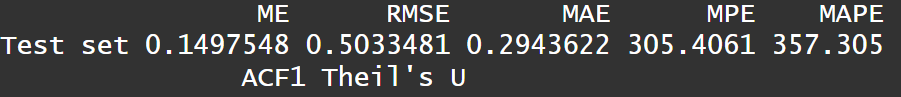 ME RMSE MAE MPE MAPE
Test set 0.1497548 0.5033481 0.2943622 305.4061 357.305
ACF1 Theil's U